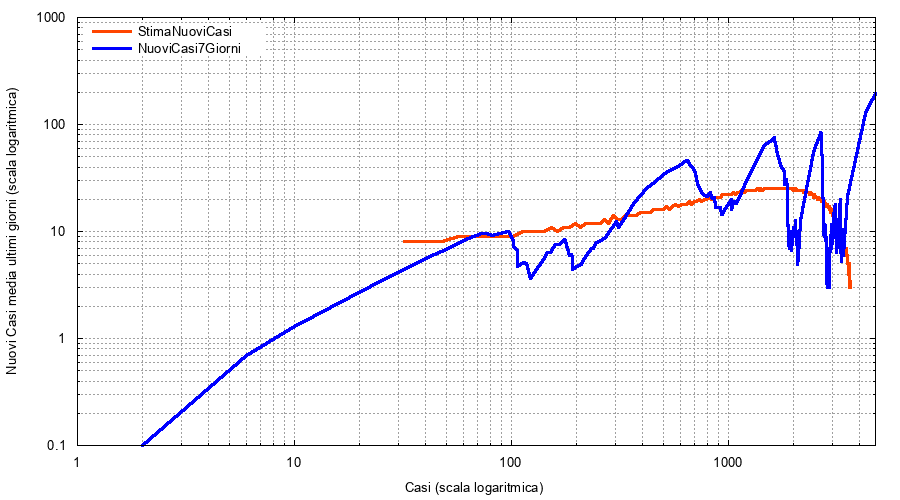 1000
StimaNuoviCasi
NuoviCasi7Giorni
100
10
1
0.1
1 10 100 1000
Casi (scala logaritmica)
Nuovi Casi media ultimi giorni (scala logaritmica)